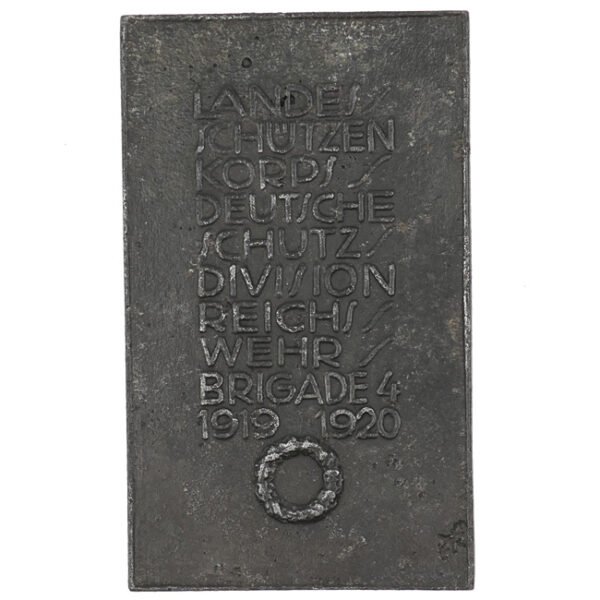 LANDES/
SCHÜTZEN
KORPS /
DEUTSCHE
SCHUTZ/
DIVISION
REICHS/
WEHR /
BRIGADE 4
1919 1920